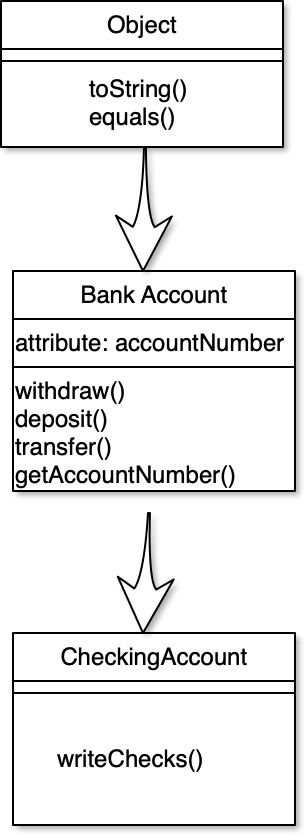 Object
toString()
equals()
Bank Account
attribute: accountNumber
withdraw()
deposit()
transfer()
getAccountNumber()
CheckingAccount
writeChecks()